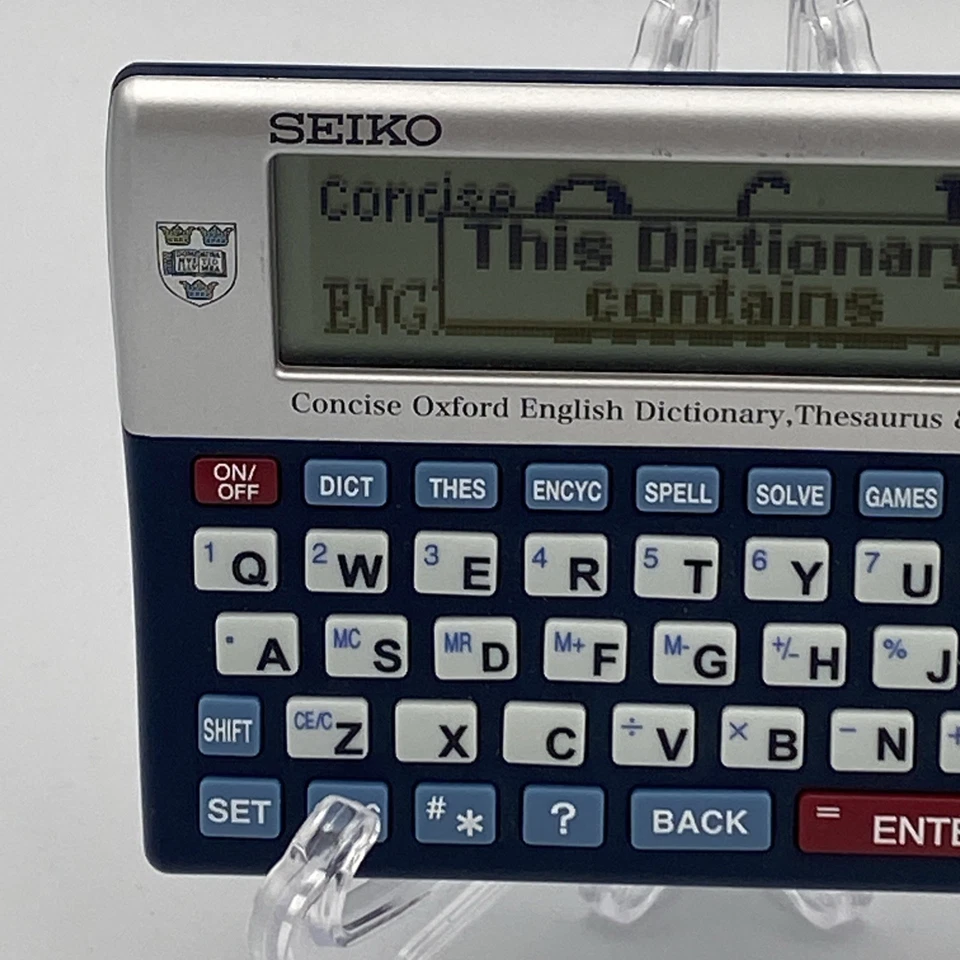 SEIKO
Concise
This Dictionary
contains
ENG
Concise Oxford English Dictionary,Thesaurus &
ON/OFF DICT THES ENCYC SPELL SOLVE GAMES
1 Q 2 W 3 E 4 R 5 T 6 Y 7 U
. A MC S MR D M+ F M- G +/- H % J
SHIFT CE/C Z X C ÷ V × B - N +
SET # * ? BACK = ENTE